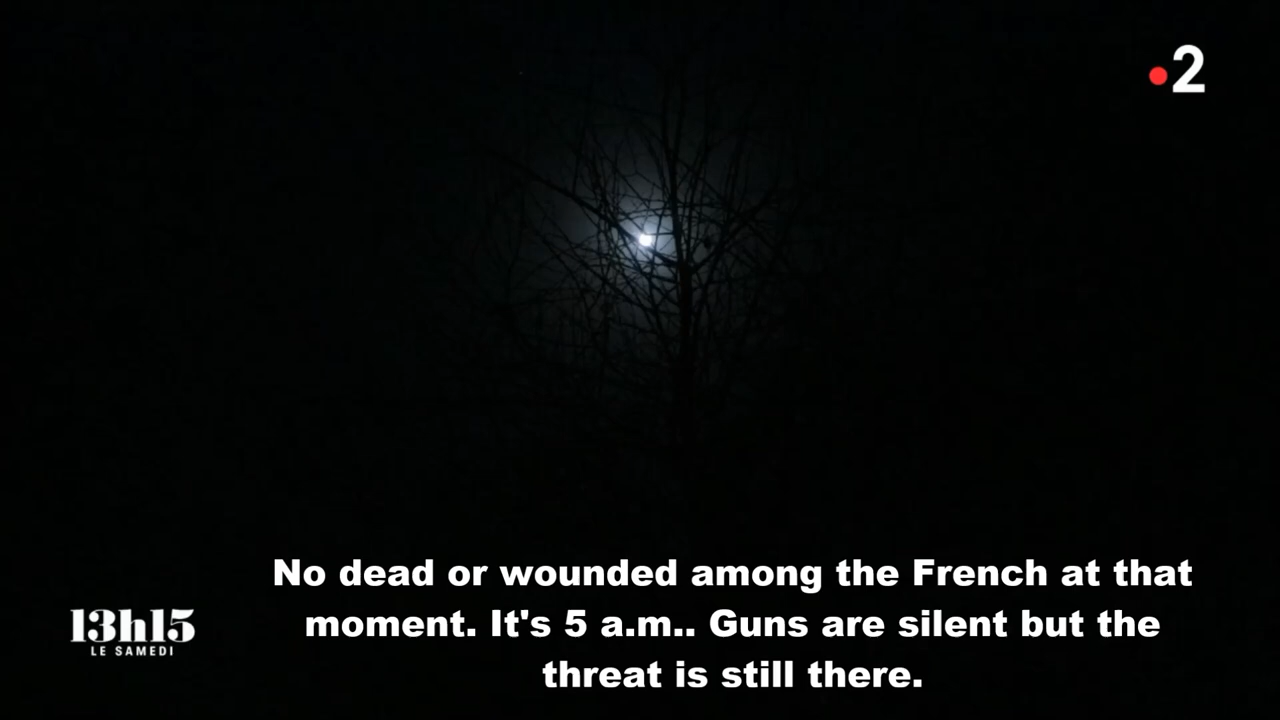 2
No dead or wounded among the French at that
moment. It's 5 a.m.. Guns are silent but the
threat is still there.
13h15
LE SAMEDI